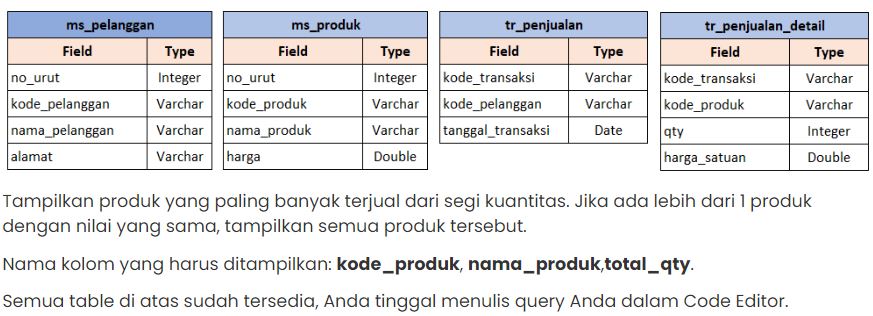 ms_pelanggan
Field Type
no_urut Integer
kode_pelanggan Varchar
nama_pelanggan Varchar
alamat Varchar
ms_produk
Field Type
no_urut Integer
kode_produk Varchar
nama_produk Varchar
harga Double
tr_penjualan
Field Type
kode_transaksi Varchar
kode_pelanggan Varchar
tanggal_transaksi Date
tr_penjualan_detail
Field Type
kode_transaksi Varchar
kode_produk Varchar
qty Integer
harga_satuan Double
Tampilkan produk yang paling banyak terjual dari segi kuantitas. Jika ada lebih dari 1 produk
dengan nilai yang sama, tampilkan semua produk tersebut.
Nama kolom yang harus ditampilkan: kode_produk, nama_produk,total_qty.
Semua table di atas sudah tersedia, Anda tinggal menulis query Anda dalam Code Editor.